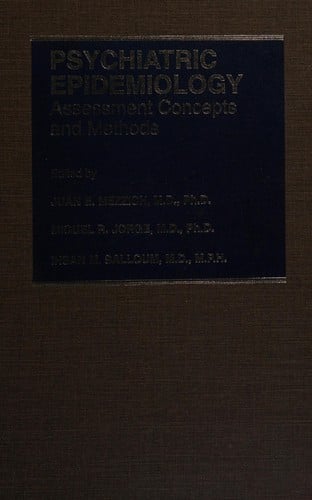 PSYCHIATRIC
EPIDEMIOLOGY
Assessment Concepts
and Methods
Edited by
JUAN E. MEZZICH, M.D., Ph.D.
MIGUEL R. JORGE, M.D., Ph.D.
IHSAN M. SALLOUM, M.D., M.P.H.